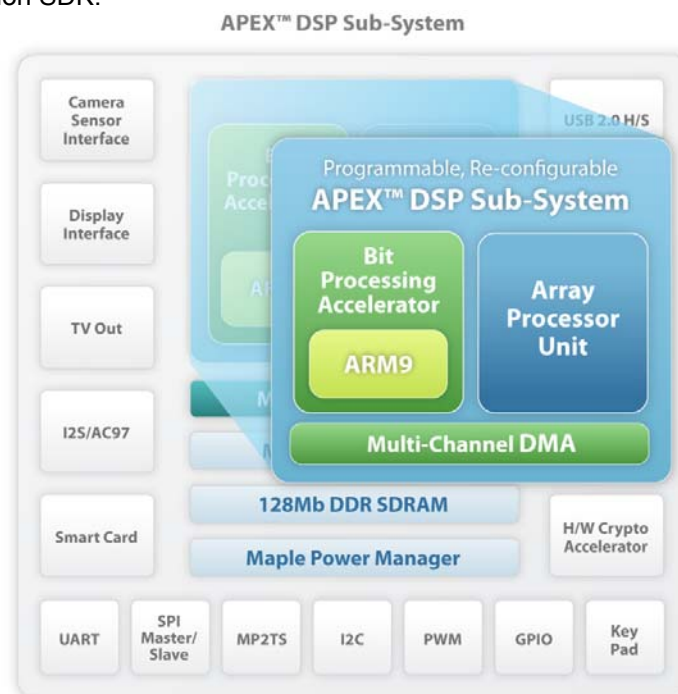 ion SDK.
APEX™ DSP Sub-System
Camera
Sensor
Interface
USB 2.0 H/S
Programmable, Re-configurable
APEX™ DSP Sub-System
Display
Interface
Bit
Processing
Accelerator
ARM9
Array
Processor
Unit
TV Out
Multi-Channel DMA
I2S/AC97
128Mb DDR SDRAM
Smart Card
H/W Crypto
Accelerator
Maple Power Manager
UART
SPI
Master/
Slave
MP2TS
I2C
PWM
GPIO
Key
Pad